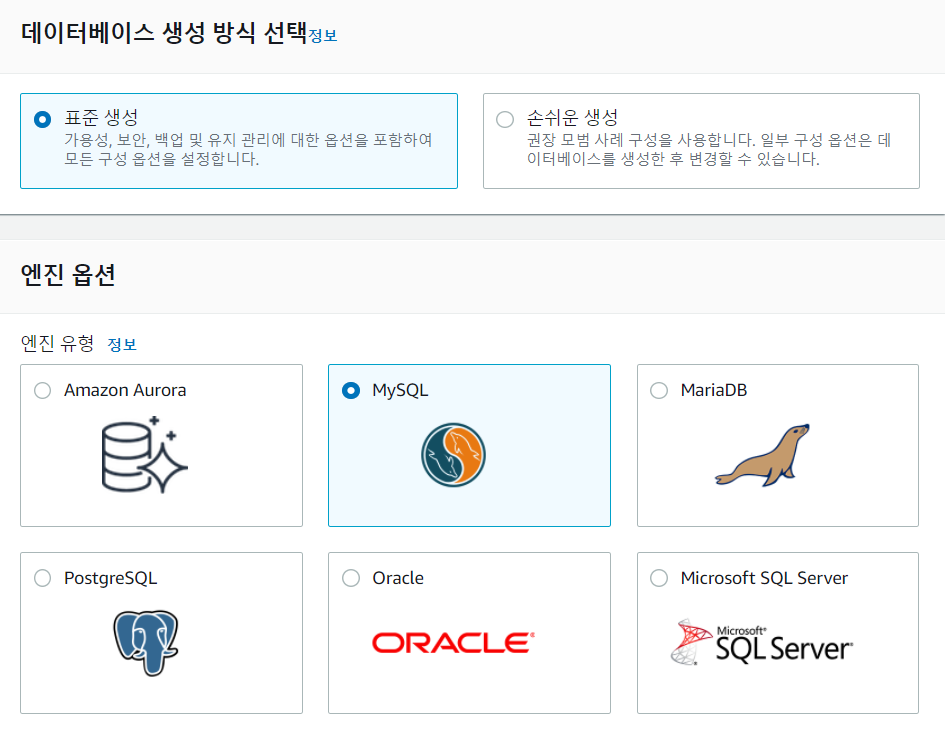 데이터베이스 생성 방식 선택정보
표준 생성
가용성, 보안, 백업 및 유지 관리에 대한 옵션을 포함하여
모든 구성 옵션을 설정합니다.
손쉬운 생성
권장 모범 사례 구성을 사용합니다. 일부 구성 옵션은 데
이터베이스를 생성한 후 변경할 수 있습니다.
엔진 옵션
엔진 유형 정보
Amazon Aurora
MySQL
MariaDB
PostgreSQL
Oracle
ORACLE®
Microsoft SQL Server
Microsoft®
SQL Server®